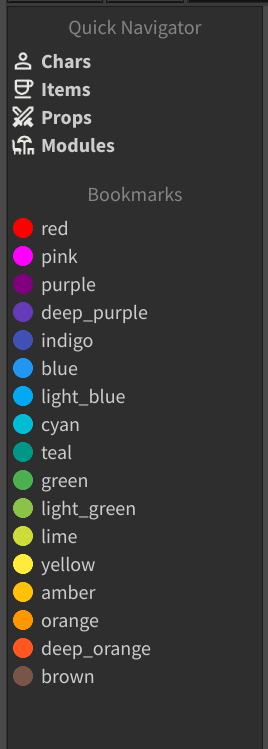 Quick Navigator
Chars
Items
Props
Modules
Bookmarks
red
pink
purple
deep_purple
indigo
blue
light_blue
cyan
teal
green
light_green
lime
yellow
amber
orange
deep_orange
brown